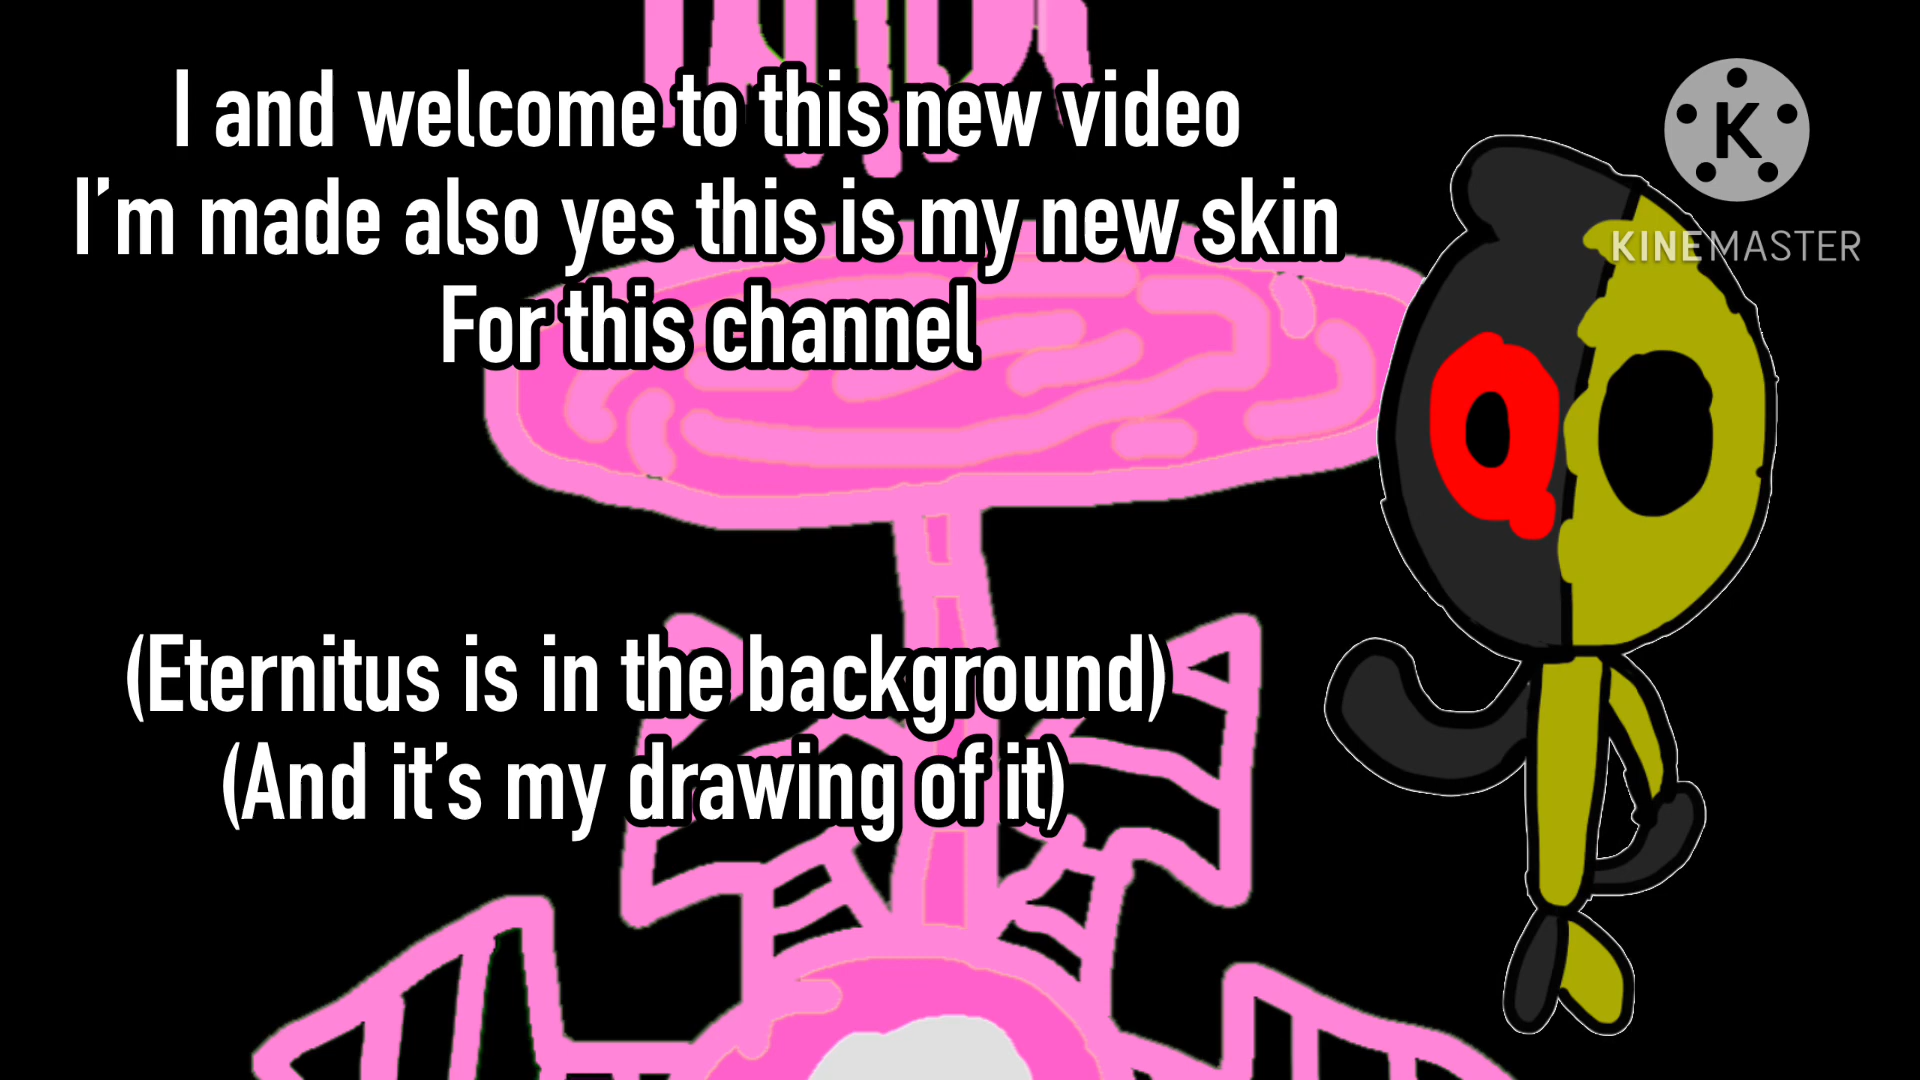 I and welcome to this new video
I'm made also yes this is my new skin
For this channel
(Eternitus is in the background)
(And it's my drawing of it)
K
KINEMASTER